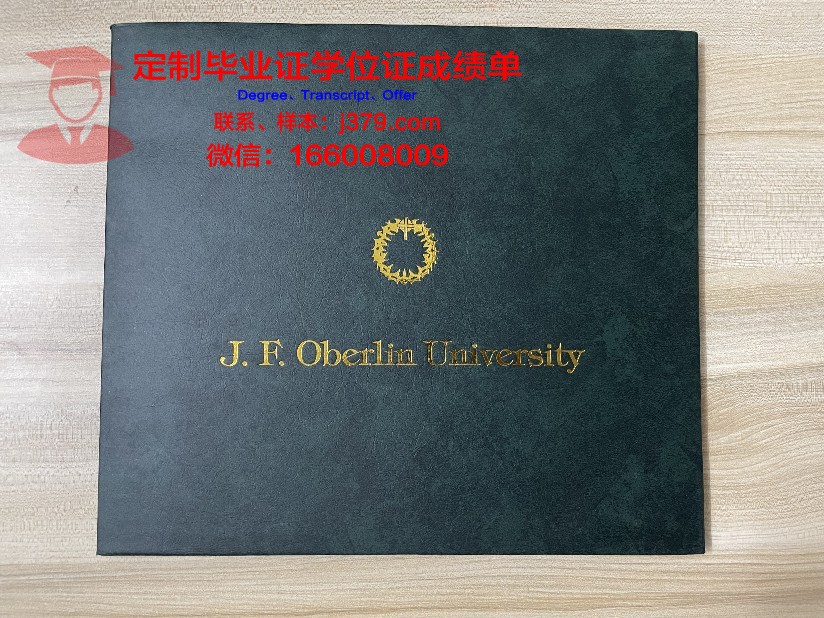 定制毕业证学位证成绩单
Degree、Transcript、Offer
联系、样本：j379.com
微信：166008009
J. F. Oberlin University